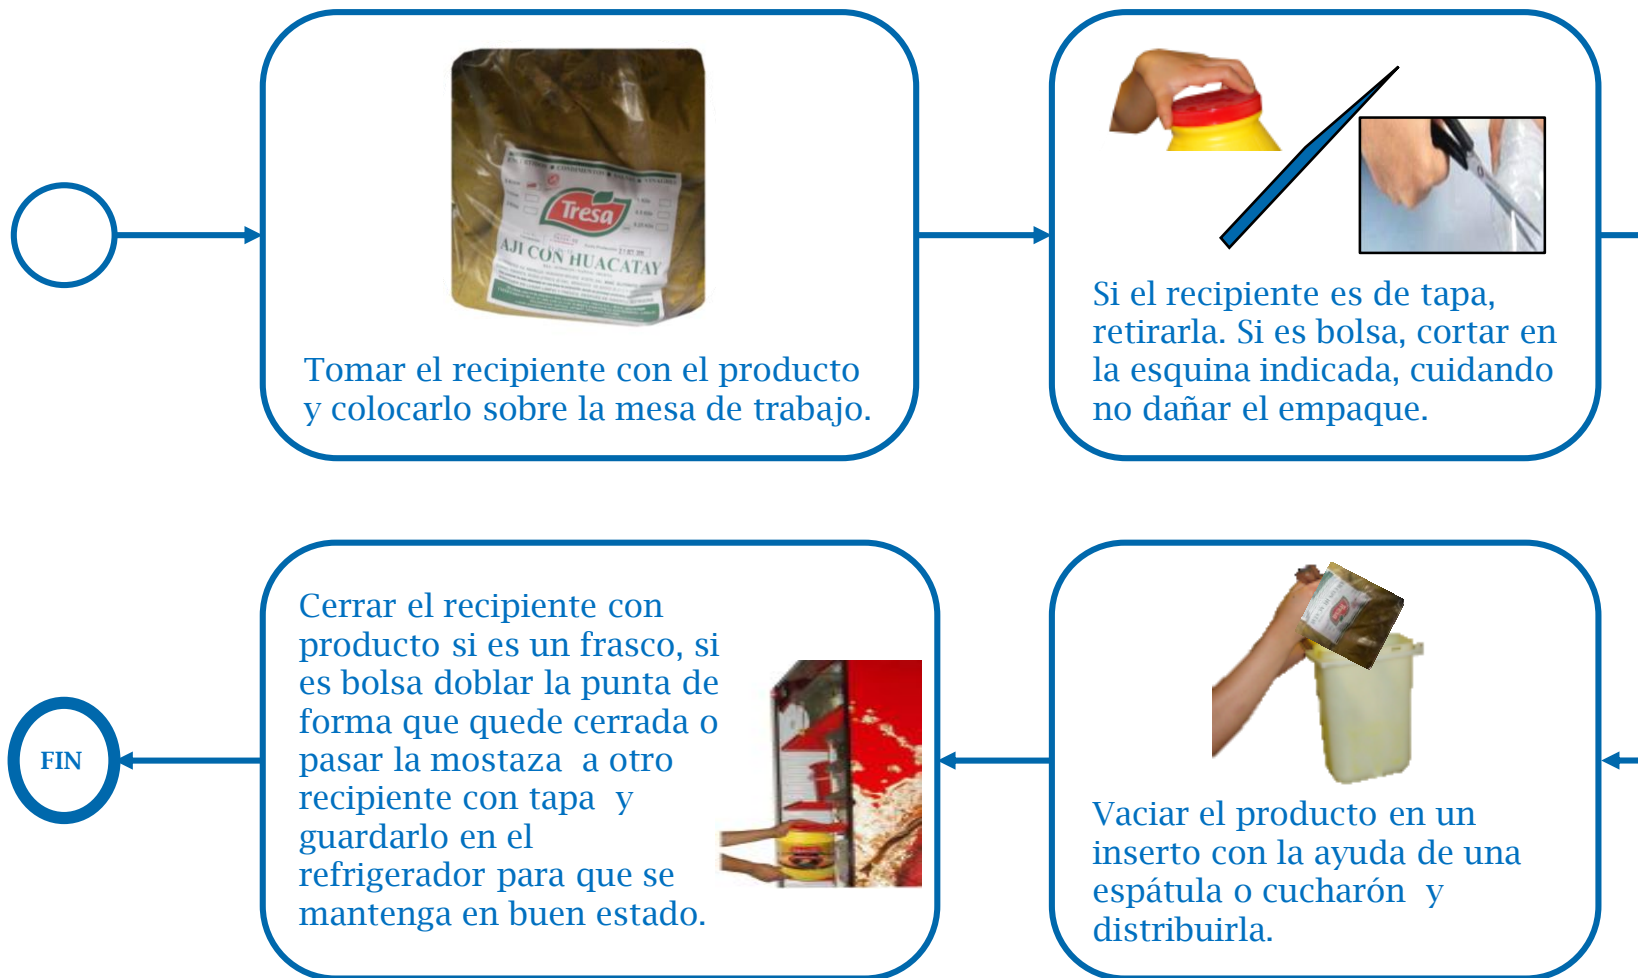 Tresa
AJI CON HUACATAY
Tomar el recipiente con el producto
y colocarlo sobre la mesa de trabajo.
Si el recipiente es de tapa,
retirarla. Si es bolsa, cortar en
la esquina indicada, cuidando
no dañar el empaque.
Vaciar el producto en un
inserto con la ayuda de una
espátula o cucharón y
distribuirla.
Cerrar el recipiente con
producto si es un frasco, si
es bolsa doblar la punta de
forma que quede cerrada o
pasar la mostaza a otro
recipiente con tapa y
guardarlo en el
refrigerador para que se
mantenga en buen estado.
FIN